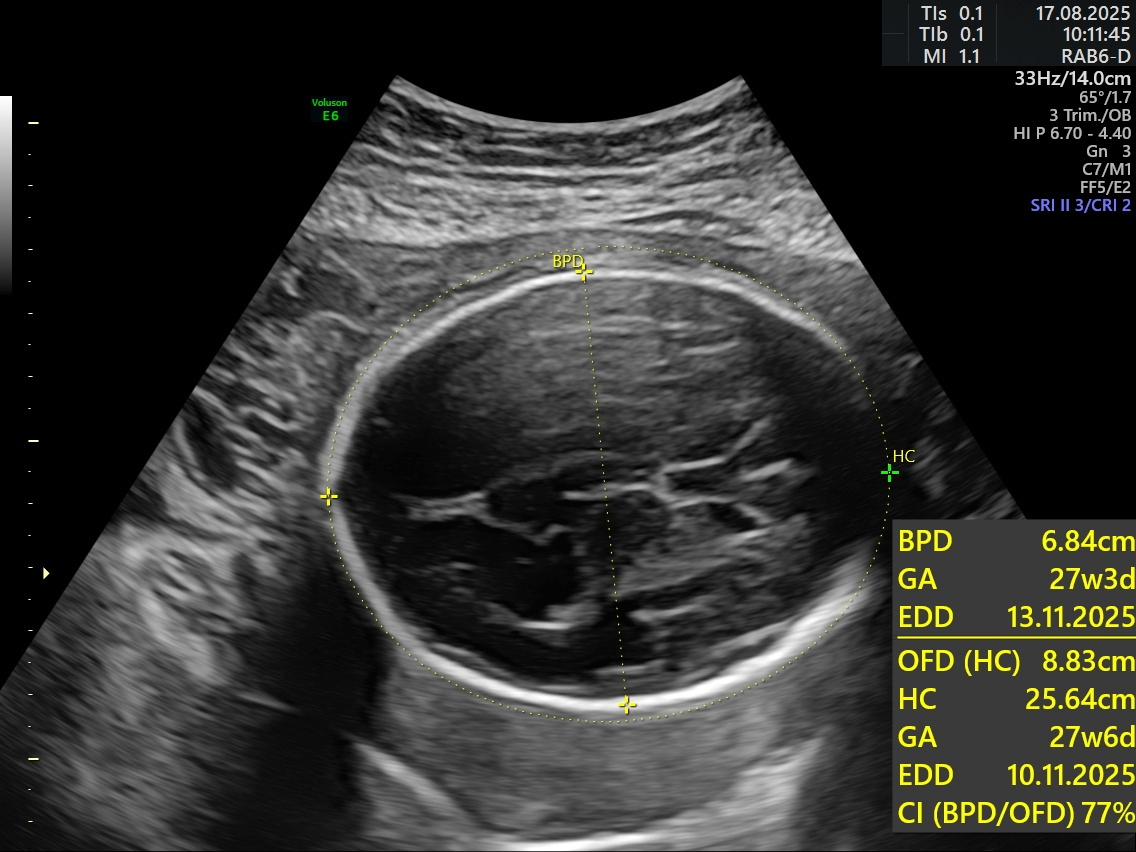 TIs 0.1 17.08.2025
TIb 0.1 10:11:45
MI 1.1 RAB6-D
33Hz/14.0cm
65°/1.7
3 Trim./OB
HI P 6.70 - 4.40
Gn 3
C7/M1
FF5/E2
SRI II 3/CRI 2
Voluson
E6
BPD
HC
BPD 6.84cm
GA 27w3d
EDD 13.11.2025
OFD (HC) 8.83cm
HC 25.64cm
GA 27w6d
EDD 10.11.2025
CI (BPD/OFD) 77%